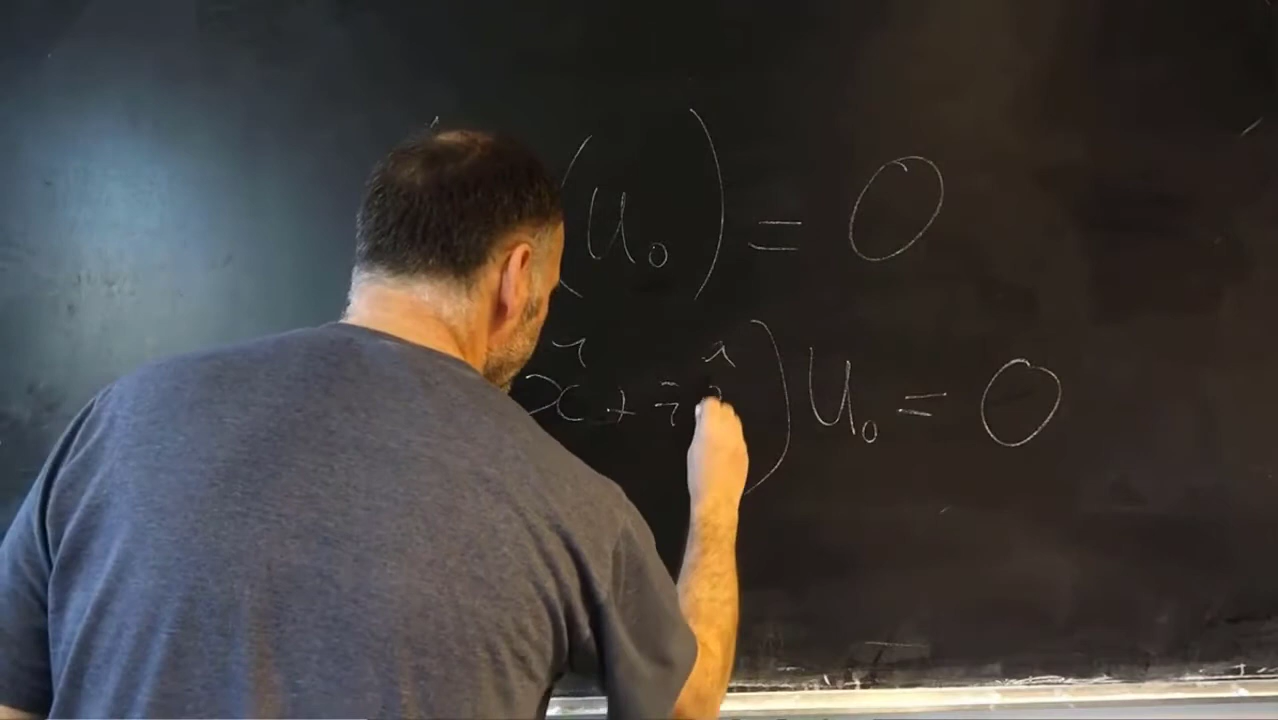 (u₀) = 0
x̂ + i ^ ) u₀ = 0